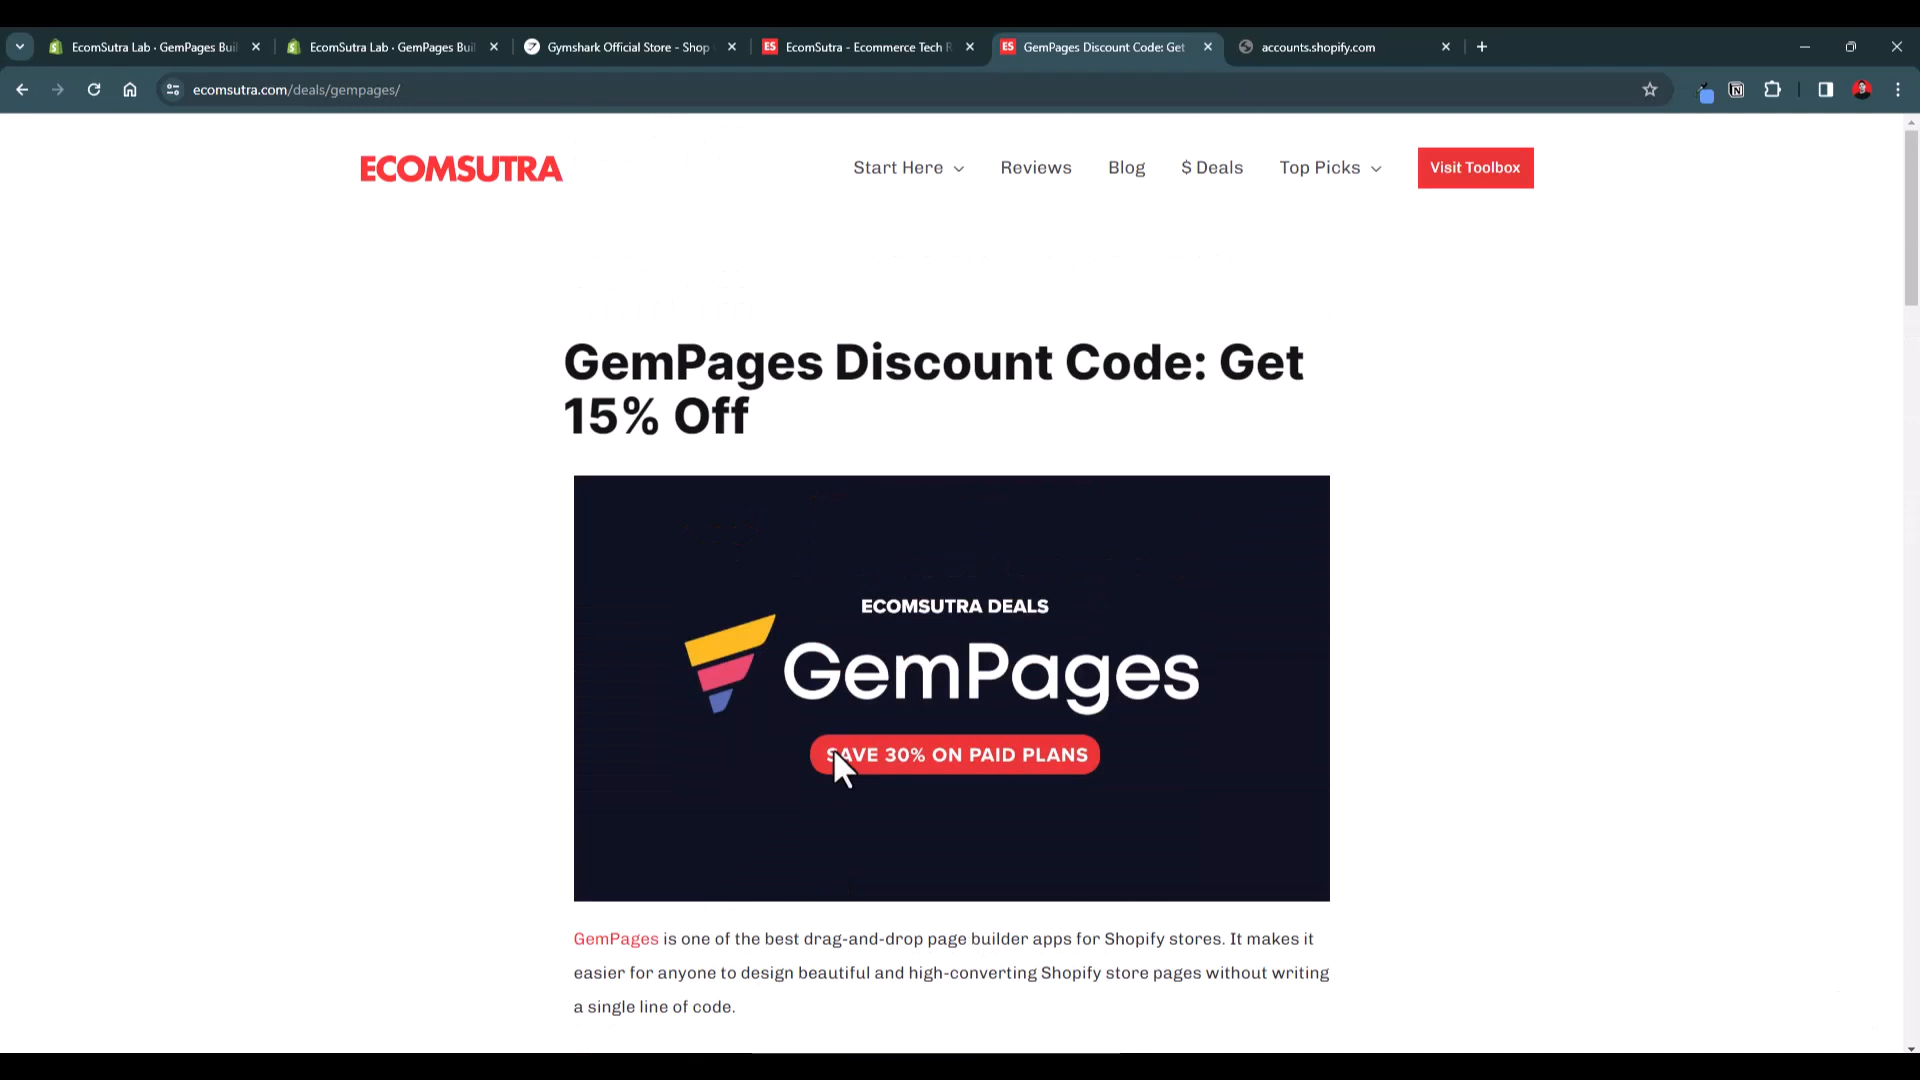 EcomSutra Lab · GemPages Buil
EcomSutra Lab · GemPages Buil
Gymshark Official Store - Shop
ES
EcomSutra - Ecommerce Tech R
ES
GemPages Discount Code: Get
accounts.shopify.com
ecomsutra.com/deals/gempages/
ECOMSUTRA
Start Here
Reviews
Blog
$ Deals
Top Picks
Visit Toolbox
GemPages Discount Code: Get
15% Off
ECOMSUTRA DEALS
GemPages
SAVE 30% ON PAID PLANS
GemPages is one of the best drag-and-drop page builder apps for Shopify stores. It makes it
easier for anyone to design beautiful and high-converting Shopify store pages without writing
a single line of code.